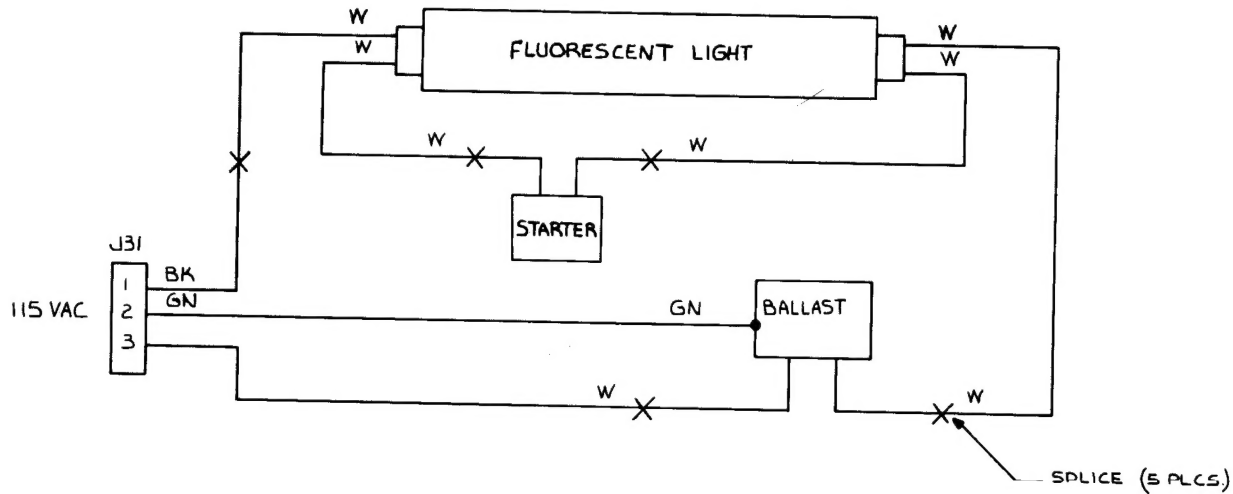 W
W
FLUORESCENT LIGHT
W
W
W
W
STARTER
J31
115 VAC
1
BK
2
GN
3
GN
BALLAST
W
W
SPLICE (5 PLCS.)